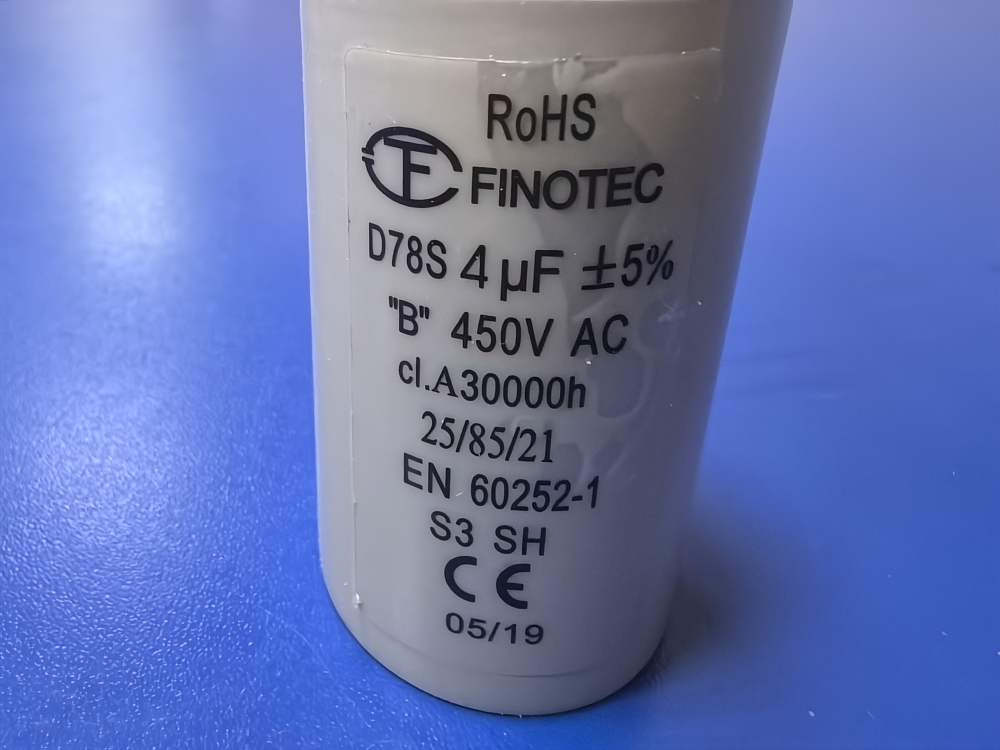 RoHS
FINOTEC
D78S 4 µF ±5%
"B" 450V AC
cl.A30000h
25/85/21
EN 60252-1
S3 SH
CE
05/19